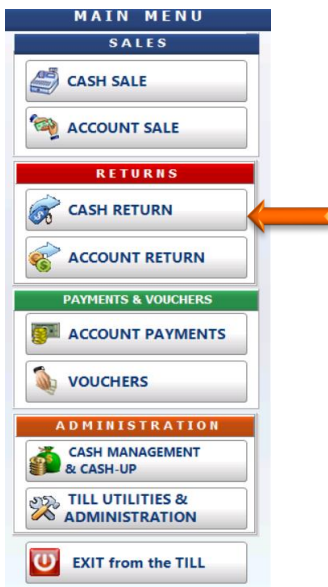 MAIN MENU
SALES
CASH SALE
ACCOUNT SALE
RETURNS
CASH RETURN
ACCOUNT RETURN
PAYMENTS & VOUCHERS
ACCOUNT PAYMENTS
VOUCHERS
ADMINISTRATION
CASH MANAGEMENT
& CASH-UP
TILL UTILITIES &
ADMINISTRATION
EXIT from the TILL